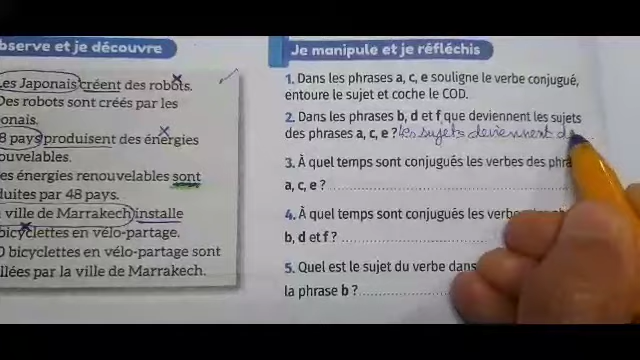 bserve et je découvre
Les Japonais créent des robots.
Des robots sont créés par les
onais.
8 pays produisent des énergies
ouvelables.
es énergies renouvelables sont
duites par 48 pays.
ville de Marrakech installe
bicyclettes en vélo-partage.
0 bicyclettes en vélo-partage sont
llées par la ville de Marrakech.
Je manipule et je réfléchis
1. Dans les phrases a, c, e souligne le verbe conjugué,
entoure le sujet et coche le COD.
2. Dans les phrases b, d et f que deviennent les sujets
des phrases a, c, e ? les sujets deviennent de
3. À quel temps sont conjugués les verbes des phra
a, c, e ?
4. À quel temps sont conjugués les
b, d et f ?
5. Quel est le sujet du verbe dans
la phrase b ?